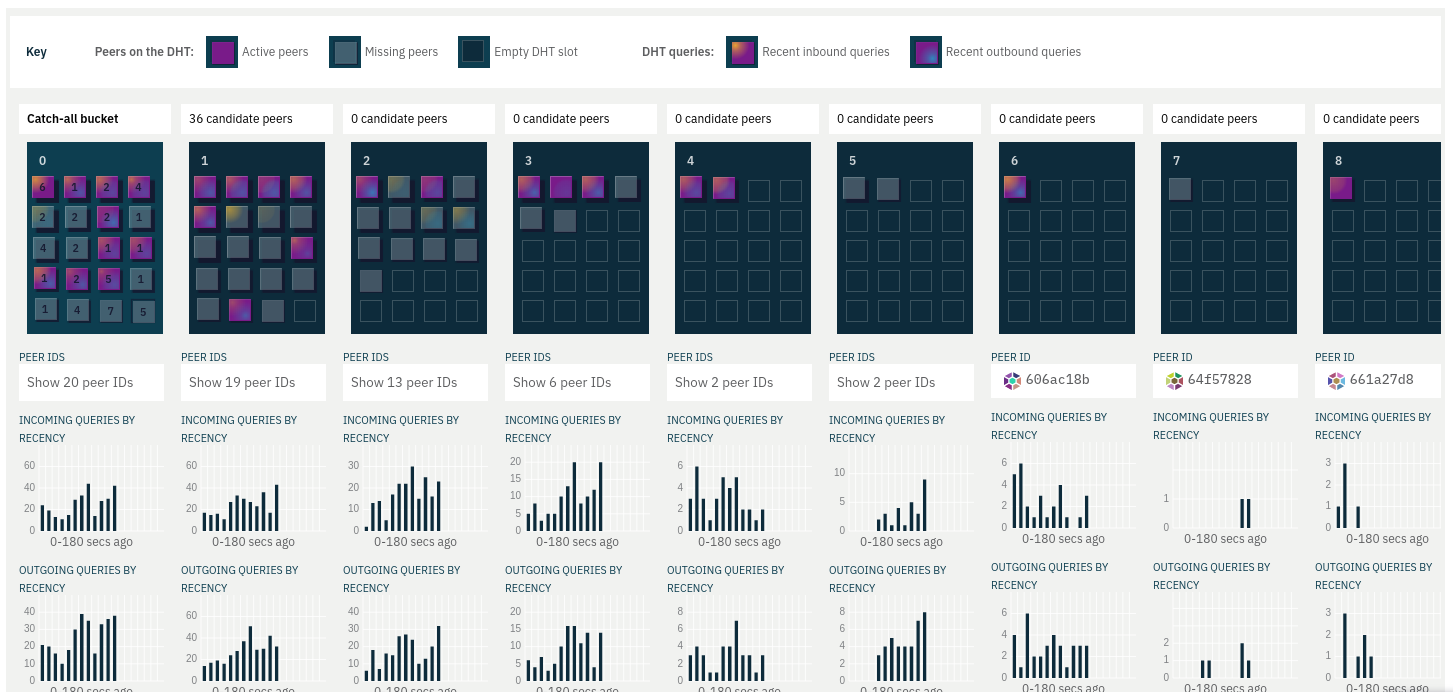 Key Peers on the DHT: Active peers Missing peers Empty DHT slot DHT queries: Recent inbound queries Recent outbound queries
Catch-all bucket 36 candidate peers 0 candidate peers 0 candidate peers 0 candidate peers 0 candidate peers 0 candidate peers 0 candidate peers 0 candidate peers
0 1 2 3 4 5 6 7 8
6 1 2 4
2 2 2 1
4 2 1 1
1 2 5 1
1 4 7 5
PEER IDS PEER IDS PEER IDS PEER IDS PEER IDS PEER IDS PEER ID PEER ID PEER ID
Show 20 peer IDs Show 19 peer IDs Show 13 peer IDs Show 6 peer IDs Show 2 peer IDs Show 2 peer IDs 606ac18b 64f57828 661a27d8
INCOMING QUERIES BY INCOMING QUERIES BY INCOMING QUERIES BY INCOMING QUERIES BY INCOMING QUERIES BY INCOMING QUERIES BY INCOMING QUERIES BY INCOMING QUERIES BY INCOMING QUERIES BY
RECENCY RECENCY RECENCY RECENCY RECENCY RECENCY RECENCY RECENCY RECENCY
60 60 30 20 6 10 6 1 3
40 40 20 15 4 5 4 0 2
20 20 10 10 2 0 2 1
0 0 0 5 0 0 0
0
0-180 secs ago 0-180 secs ago 0-180 secs ago 0-180 secs ago 0-180 secs ago 0-180 secs ago 0-180 secs ago 0-180 secs ago 0-180 secs ago
OUTGOING QUERIES BY OUTGOING QUERIES BY OUTGOING QUERIES BY OUTGOING QUERIES BY OUTGOING QUERIES BY OUTGOING QUERIES BY OUTGOING QUERIES BY OUTGOING QUERIES BY OUTGOING QUERIES BY
RECENCY RECENCY RECENCY RECENCY RECENCY RECENCY RECENCY RECENCY RECENCY
40 60 40 20 8 8 6 2 3
30 40 30 15 6 6 4 1 2
20 20 20 10 4 4 2 0 1
10 0 10 5 2 2 0 0
0 0 0 0 0
0-180 secs ago 0-180 secs ago 0-180 secs ago 0-180 secs ago 0-180 secs ago 0-180 secs ago 0-180 secs ago 0-180 secs ago 0-180 secs ago